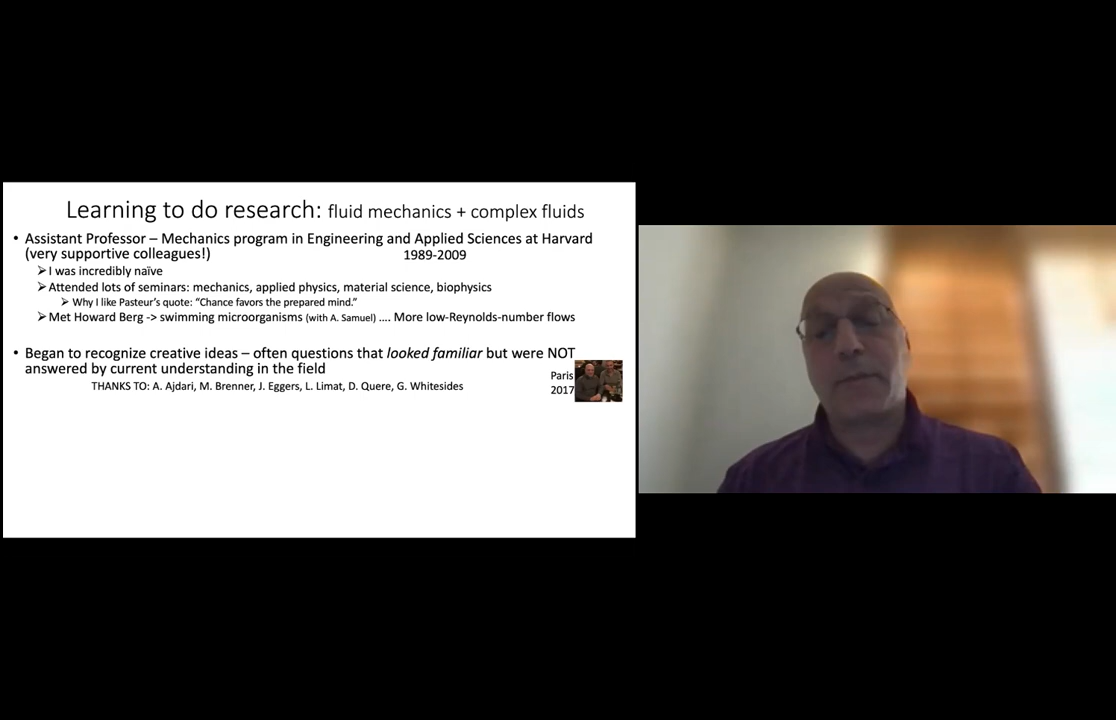 Learning to do research: fluid mechanics + complex fluids
• Assistant Professor – Mechanics program in Engineering and Applied Sciences at Harvard
(very supportive colleagues!) 1989-2009
➢ I was incredibly naïve
➢ Attended lots of seminars: mechanics, applied physics, material science, biophysics
➢ Why I like Pasteur's quote: "Chance favors the prepared mind."
➢ Met Howard Berg -> swimming microorganisms (with A. Samuel) .... More low-Reynolds-number flows
• Began to recognize creative ideas – often questions that looked familiar but were NOT
answered by current understanding in the field
THANKS TO: A. Ajdari, M. Brenner, J. Eggers, L. Limat, D. Quere, G. Whitesides
Paris
2017